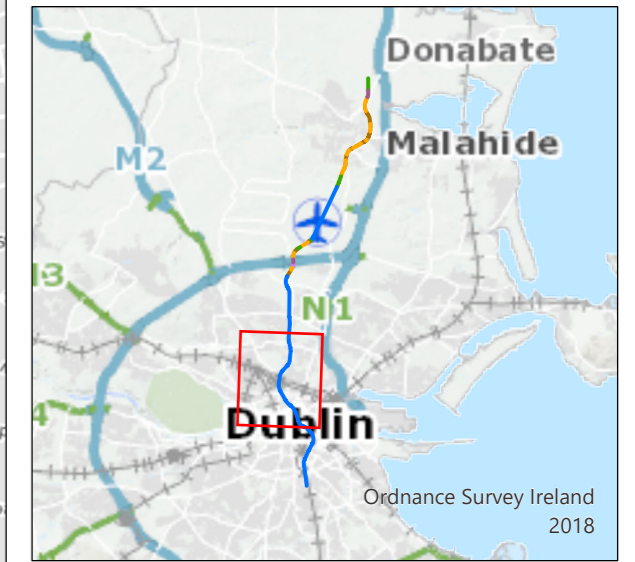 Donabate
M2
Malahide
N1
Dublin
Ordnance Survey Ireland
2018